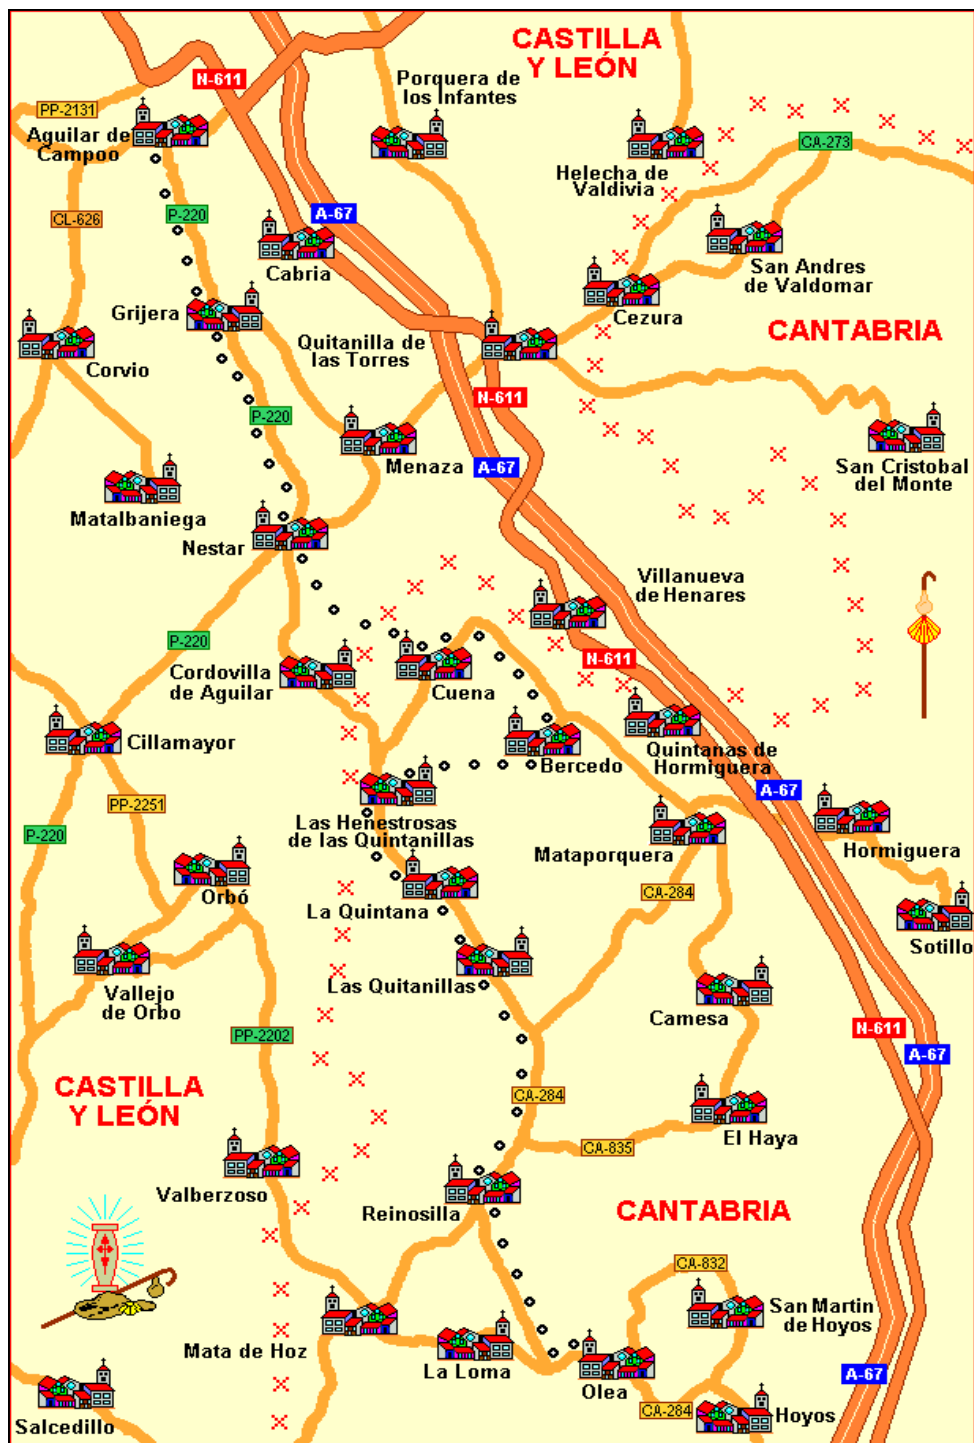 CASTILLA
Y LEÓN
N-611
Porquera de
los Infantes
PP-2131
Aguilar de
Campoo
CA-273
Helecha de
Valdivia
P-220
A-67
CL-626
Cabria
San Andres
de Valdomar
Grijera
Cezura
Quitanilla de
las Torres
CANTABRIA
Corvio
N-611
P-220
Menaza
A-67
San Cristobal
del Monte
Matalbaniega
Nestar
Villanueva
de Henares
P-220
Cordovilla
de Aguilar
N-611
Cuena
Cillamayor
Bercedo
Quintanas de
Hormiguera
A-67
PP-2251
Las Henestrosas
de las Quintanillas
P-220
Mataporquera
Hormiguera
Orbó
CA-284
La Quintana
Sotillo
Las Quitanillas
Vallejo
de Orbo
Camesa
N-611
PP-2202
A-67
CASTILLA
Y LEÓN
CA-284
El Haya
CA-835
Valberzoso
Reinosilla
CANTABRIA
CA-832
San Martin
de Hoyos
Mata de Hoz
La Loma
Olea
A-67
CA-284
Hoyos
Salcedillo